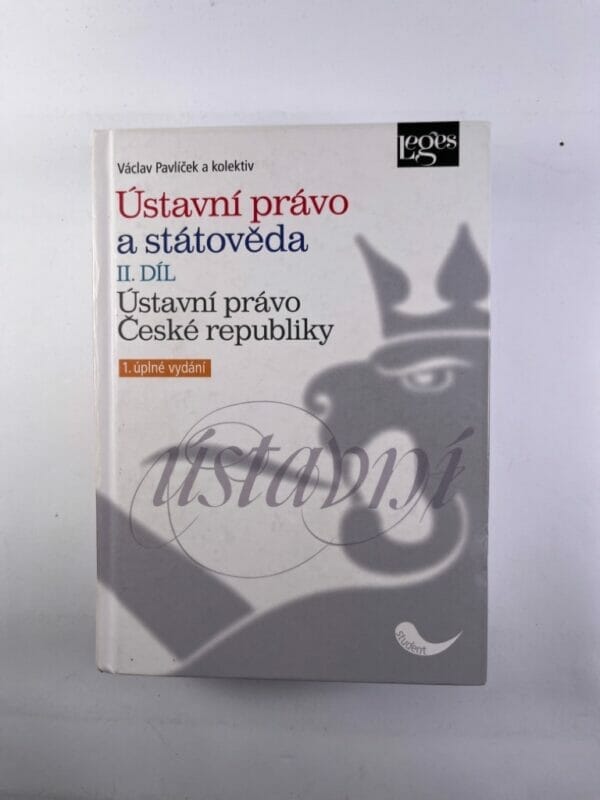 Leges
Václav Pavlíček a kolektiv
Ústavní právo
a státověda
II. DÍL
Ústavní právo
České republiky
1. úplné vydání
ústavní
student